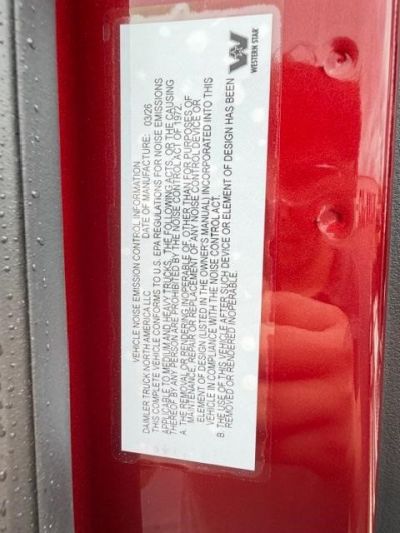 VEHICLE NOISE EMISSION CONTROL INFORMATION
DAIMLER TRUCK NORTH AMERICA LLC DATE OF MANUFACTURE: 03/26
THIS COMPLETE VEHICLE CONFORMS TO U.S. EPA REGULATIONS FOR NOISE EMISSIONS
APPLICABLE TO MEDIUM AND HEAVY TRUCKS. THE FOLLOWING ACTS, OR THE CAUSING
THEREOF BY ANY PERSON ARE PROHIBITED BY THE NOISE CONTROL ACT OF 1972.
A. THE REMOVAL OR RENDERING INOPERABLE OF OTHER THAN FOR PURPOSES OF
MAINTENANCE, REPAIR OR REPLACEMENT OF ANY NOISE CONTROL DEVICE OR
ELEMENT OF DESIGN (LISTED IN THE OWNER'S MANUAL) INCORPORATED INTO THIS
VEHICLE IN COMPLIANCE WITH THE NOISE CONTROL ACT.
B. THE USE OF THIS VEHICLE AFTER SUCH DEVICE OR ELEMENT OF DESIGN HAS BEEN
REMOVED OR RENDERED INOPERABLE.
WESTERN STAR